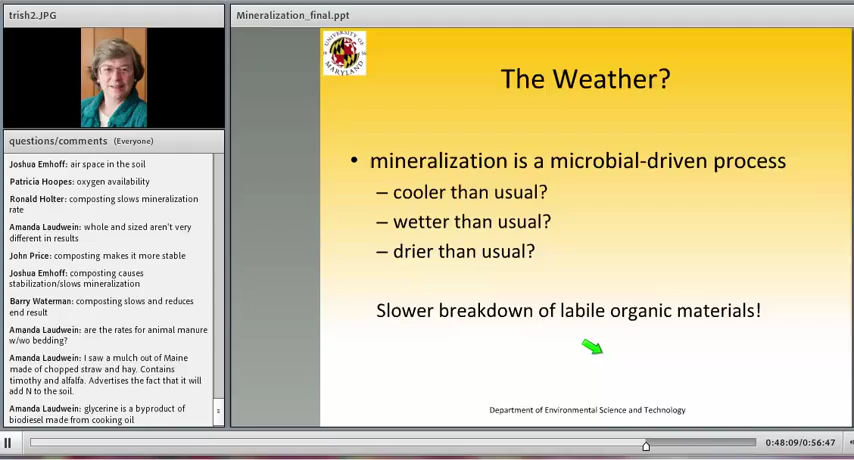 trish2.JPG
questions/comments (Everyone)
Joshua Emhoff: air space in the soil
Patricia Hoopes: oxygen availability
Ronald Holter: composting slows mineralization
rate
Amanda Laudwein: whole and sized aren't very
different in results
John Price: composting makes it more stable
Joshua Emhoff: composting causes
stabilization/slows mineralization
Barry Waterman: composting slows and reduces
end result
Amanda Laudwein: are the rates for animal manure
w/wo bedding?
Amanda Laudwein: I saw a mulch out of Maine
made of chopped straw and hay. Contains
timothy and alfalfa. Advertises the fact that it will
add N to the soil.
Amanda Laudwein: glycerine is a byproduct of
biodiesel made from cooking oil
Mineralization_final.ppt
UNIVERSITY OF
MARYLAND
The Weather?
• mineralization is a microbial-driven process
– cooler than usual?
– wetter than usual?
– drier than usual?
Slower breakdown of labile organic materials!
Department of Environmental Science and Technology
0:48:09/0:56:47